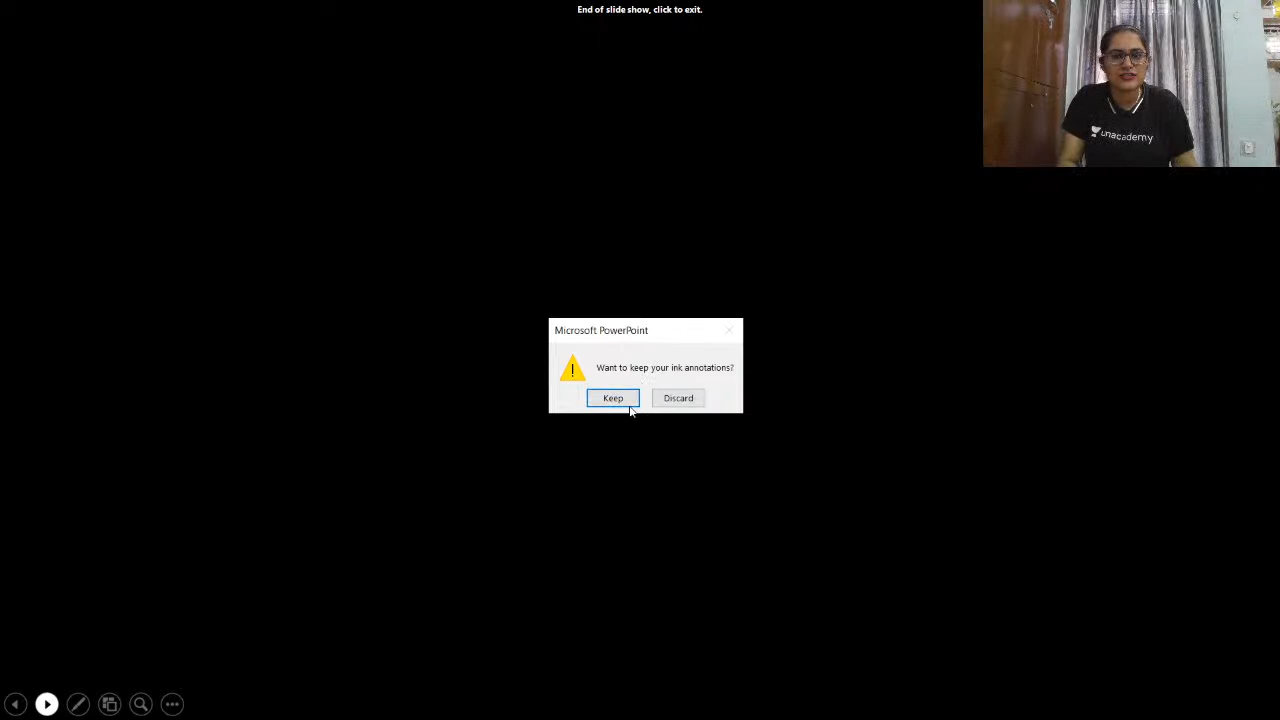 End of slide show, click to exit.
unacademy
Microsoft PowerPoint
Want to keep your ink annotations?
Keep
Discard